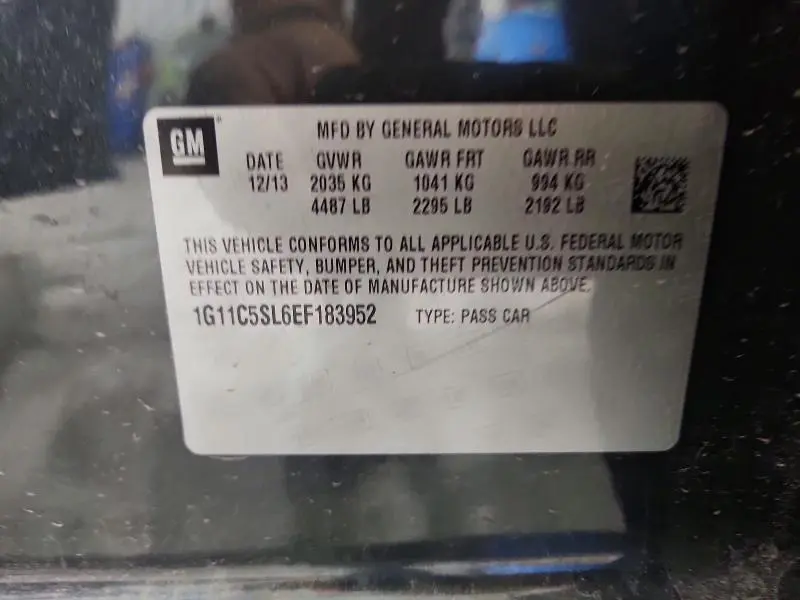 GM
MFD BY GENERAL MOTORS LLC
DATE GVWR GAWR FRT GAWR RR
12/13 2035 KG 1041 KG 994 KG
4487 LB 2295 LB 2192 LB
THIS VEHICLE CONFORMS TO ALL APPLICABLE U.S. FEDERAL MOTOR
VEHICLE SAFETY, BUMPER, AND THEFT PREVENTION STANDARDS IN
EFFECT ON THE DATE OF MANUFACTURE SHOWN ABOVE.
1G11C5SL6EF183952 TYPE: PASS CAR